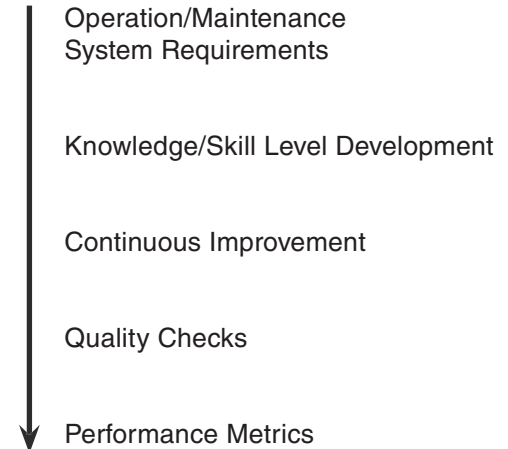 Operation/Maintenance
System Requirements
Knowledge/Skill Level Development
Continuous Improvement
Quality Checks
Performance Metrics